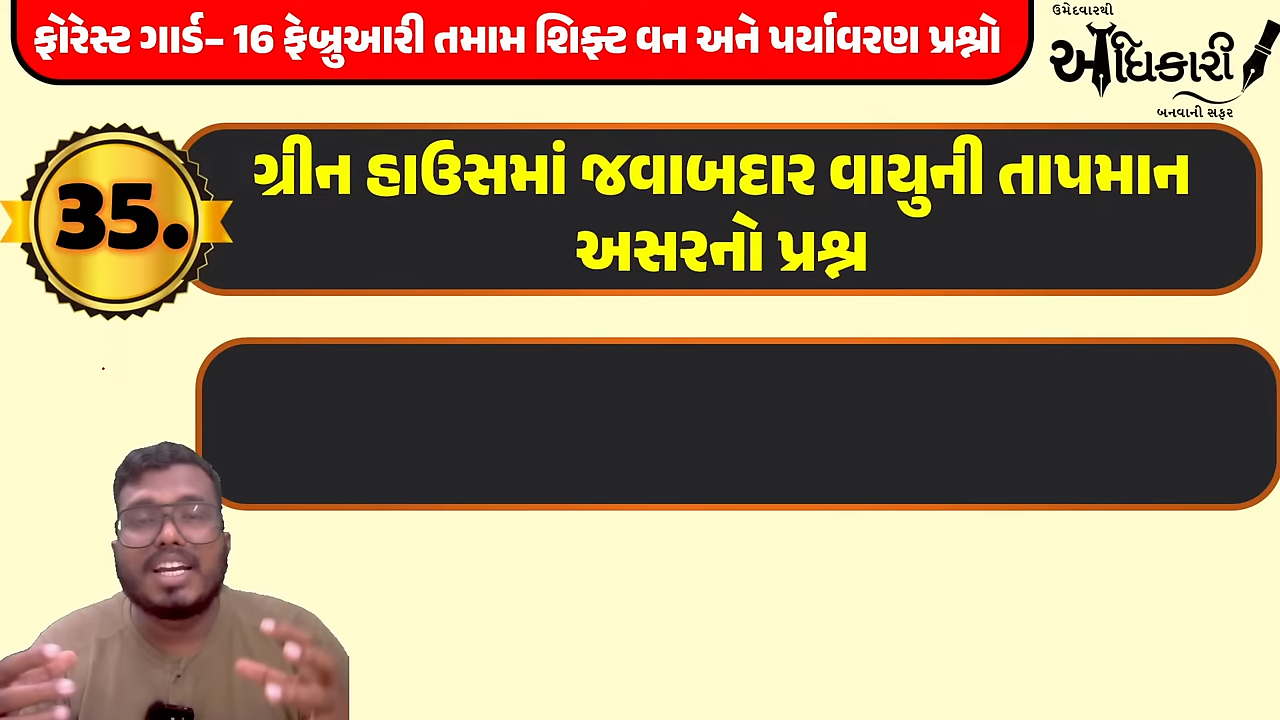 ફોરેસ્ટ ગાર્ડ– 16 ફેબ્રુઆરી તમામ શિફ્ટ વન અને પર્યાવરણ પ્રશ્નો
ઉમેદવારથી
અધિકારી
બનવાની સફર
35.
ગ્રીન હાઉસમાં જવાબદાર વાયુની તાપમાન
અસરનો પ્રશ્ન